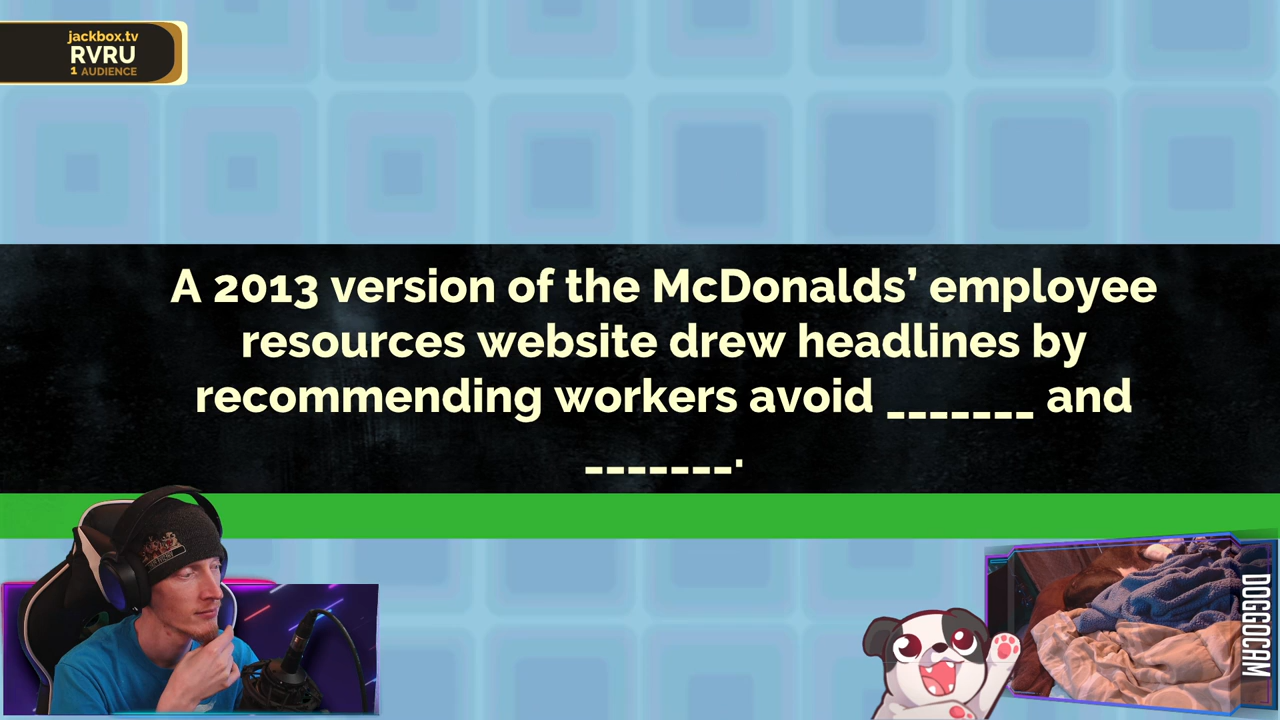 jackbox.tv
RVRU
1 AUDIENCE
A 2013 version of the McDonalds’ employee
resources website drew headlines by
recommending workers avoid _______ and
_______.
DOGGOCAM